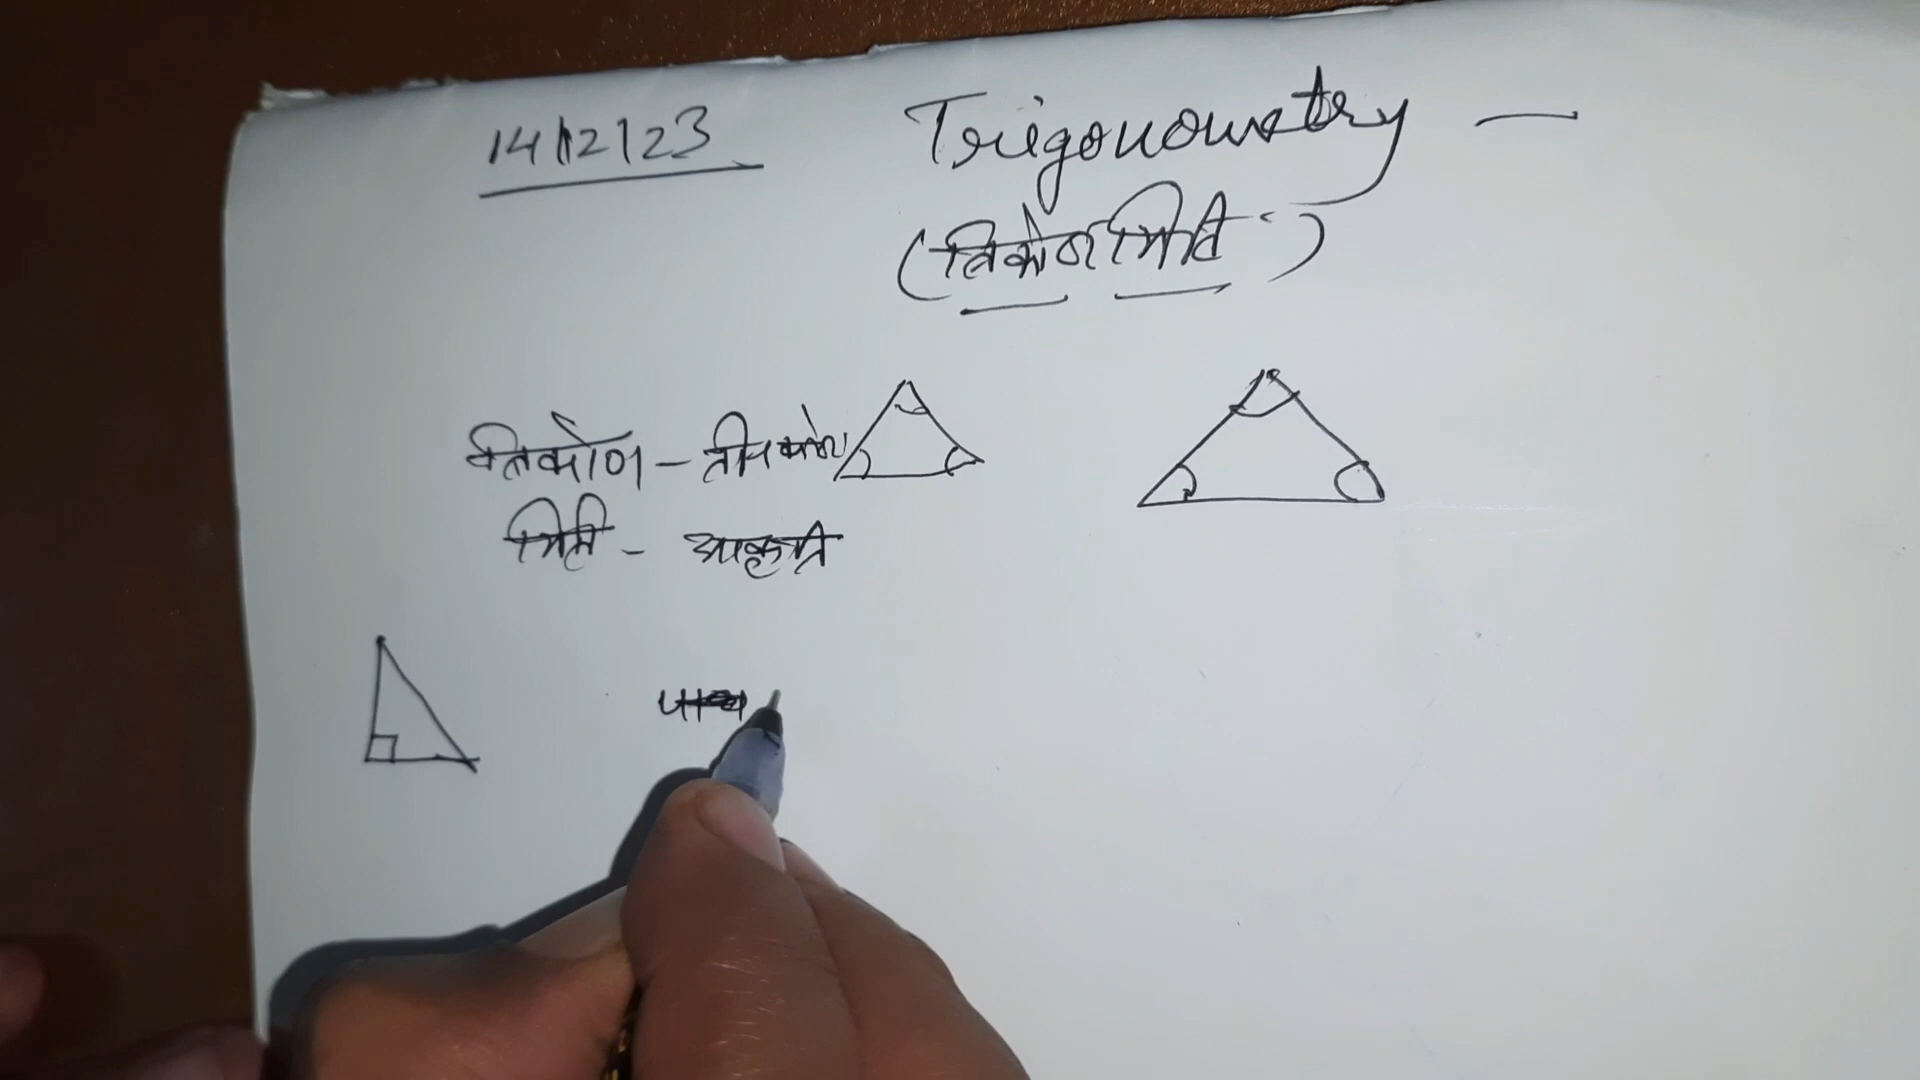 14/12/23 Trigonometry —
(त्रिकोणमिति)
त्रिकोण – तीन कोण
मिति – आकृति